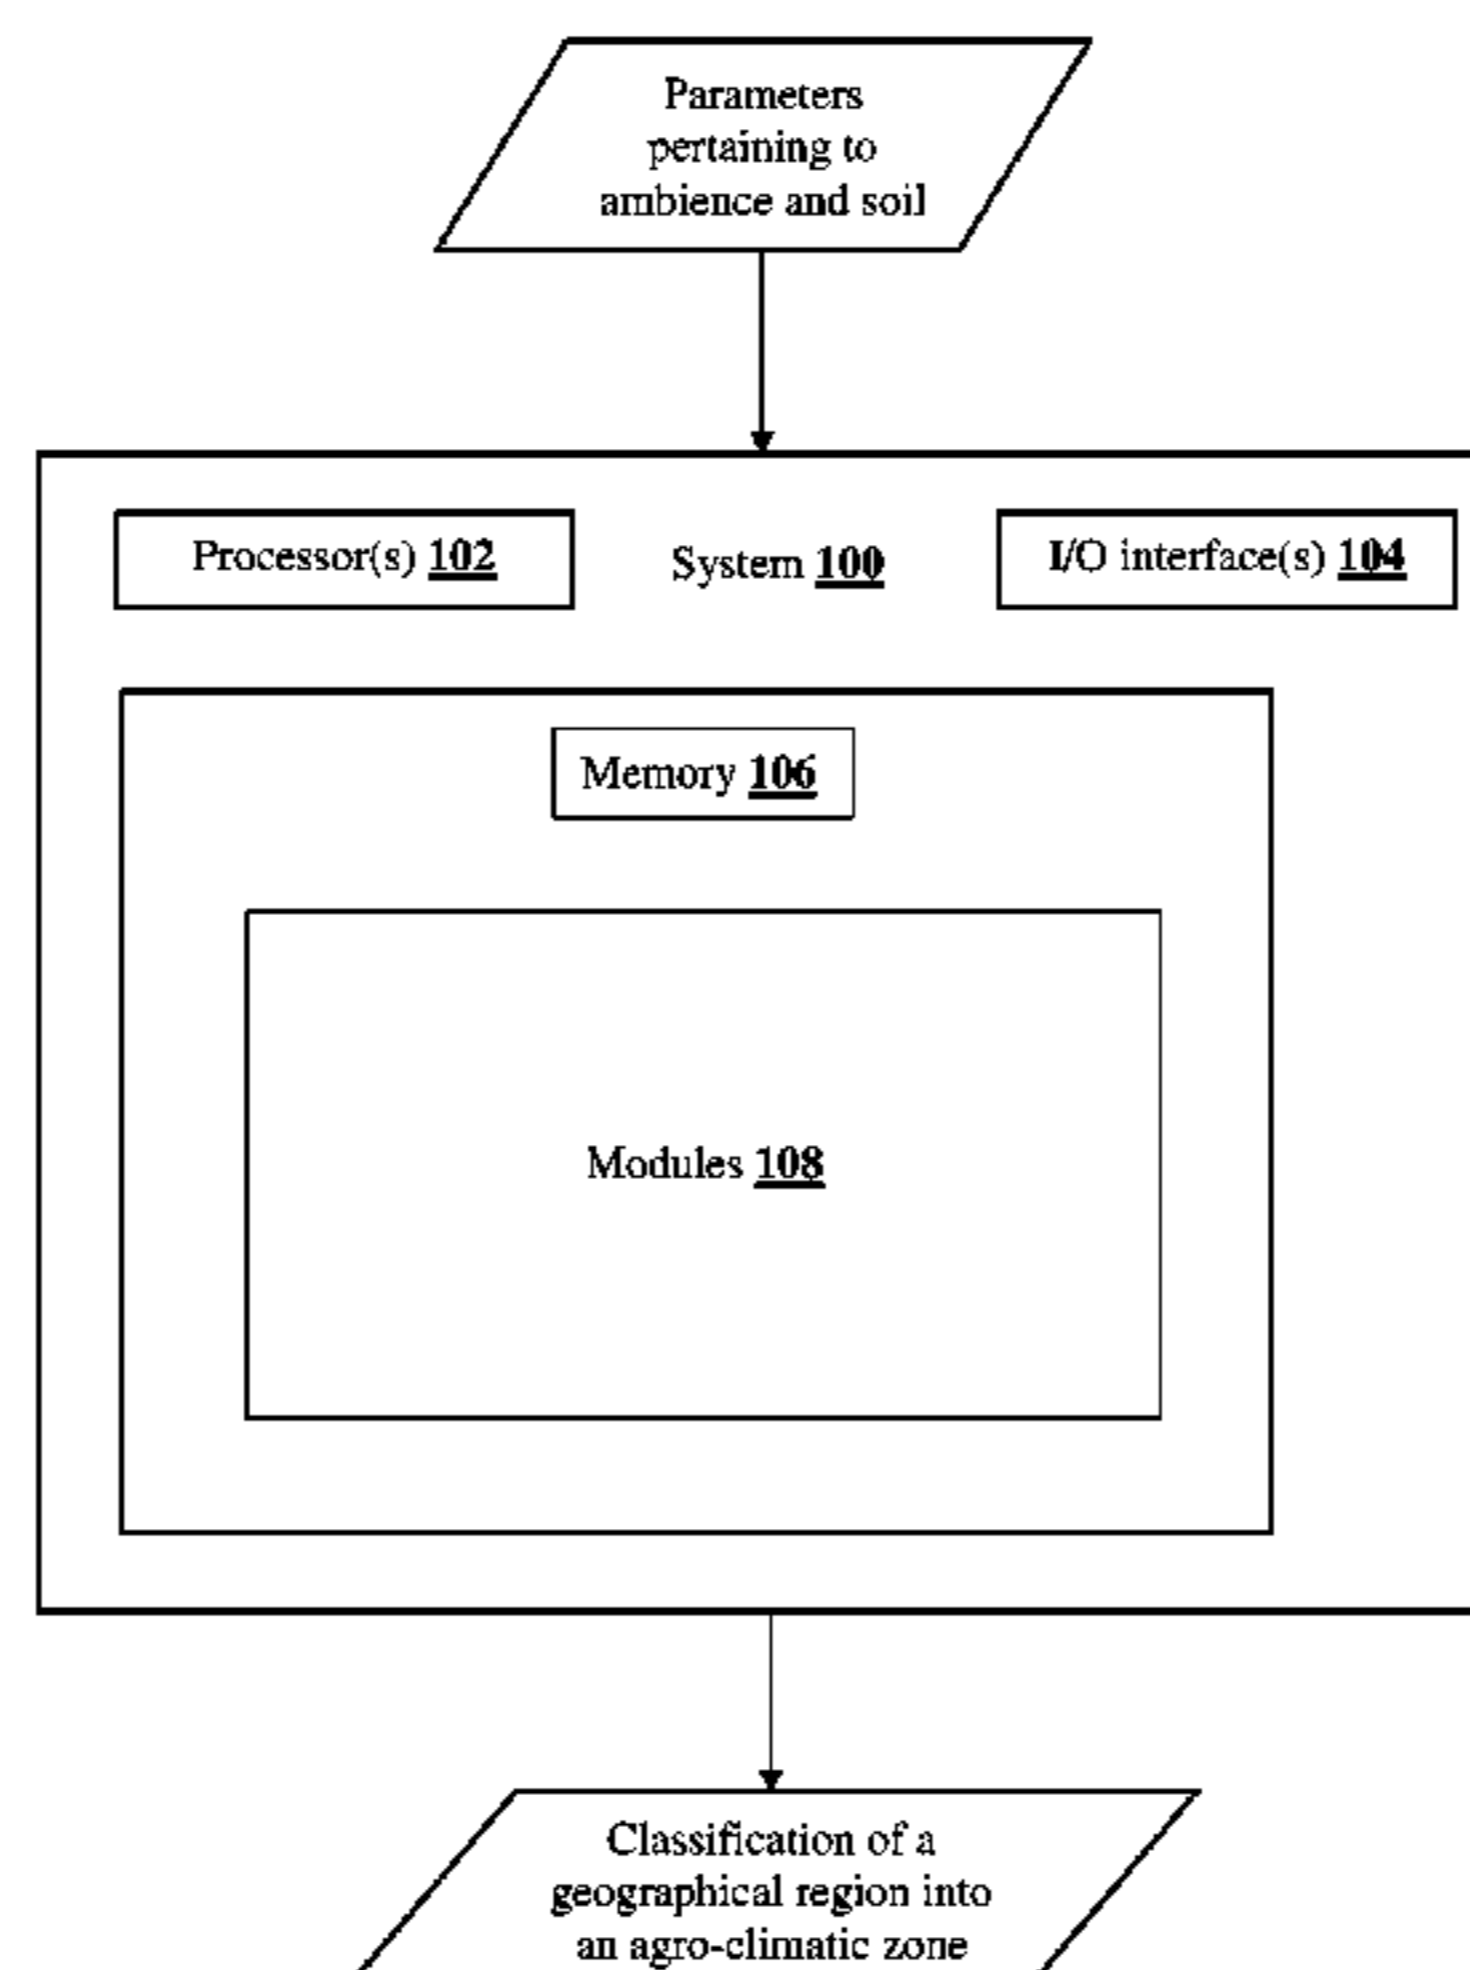 Parameters
pertaining to
ambience and soil
Processor(s) 102
System 100
I/O interface(s) 104
Memory 106
Modules 108
Classification of a
geographical region into
an agro-climatic zone